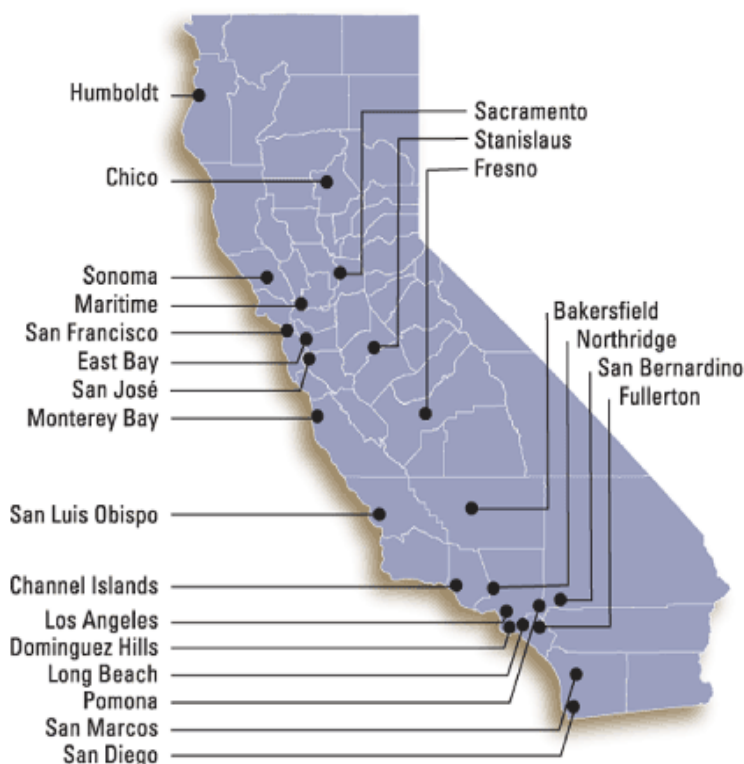 Humboldt
Chico
Sonoma
Maritime
San Francisco
East Bay
San José
Monterey Bay
San Luis Obispo
Channel Islands
Los Angeles
Dominguez Hills
Long Beach
Pomona
San Marcos
San Diego
Sacramento
Stanislaus
Fresno
Bakersfield
Northridge
San Bernardino
Fullerton